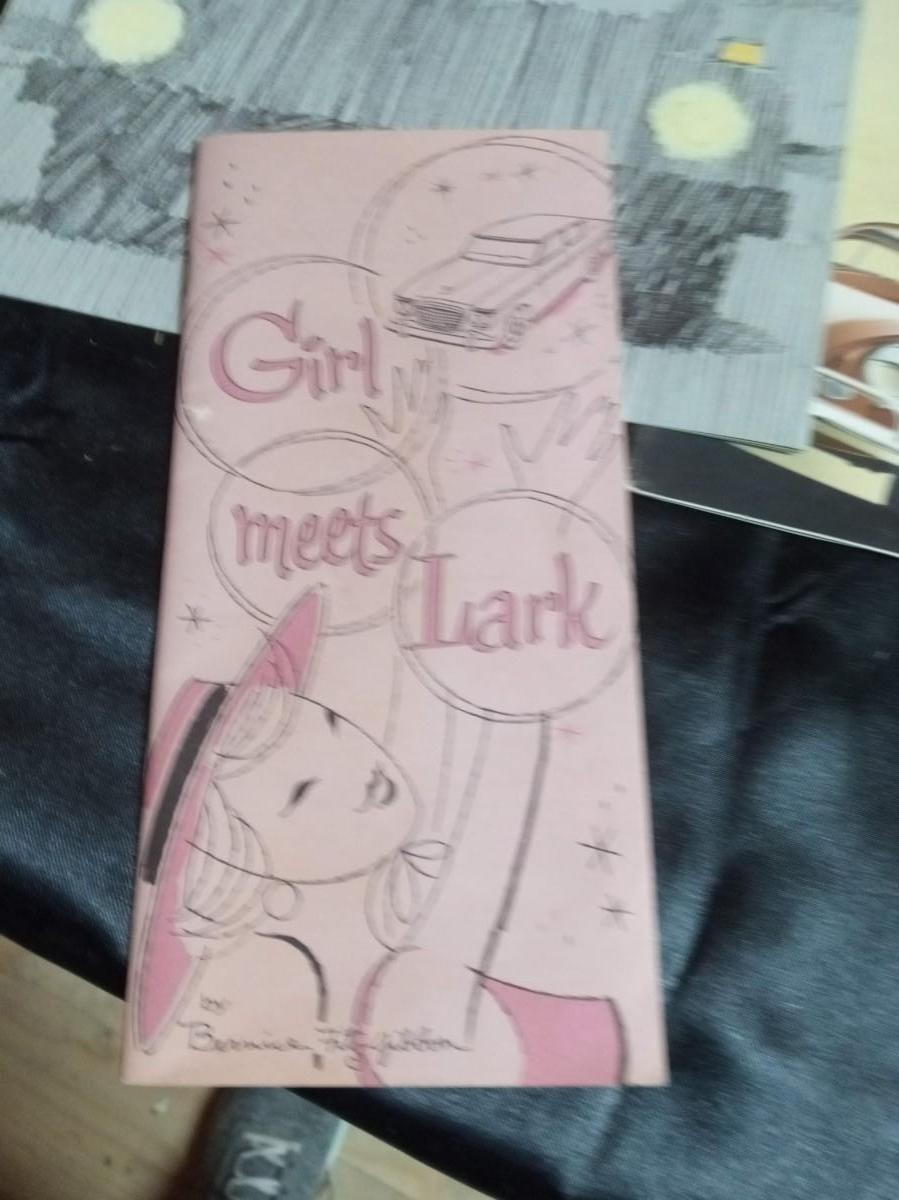 Girl
meets
Lark
by
Bernice Fitz-gibbon